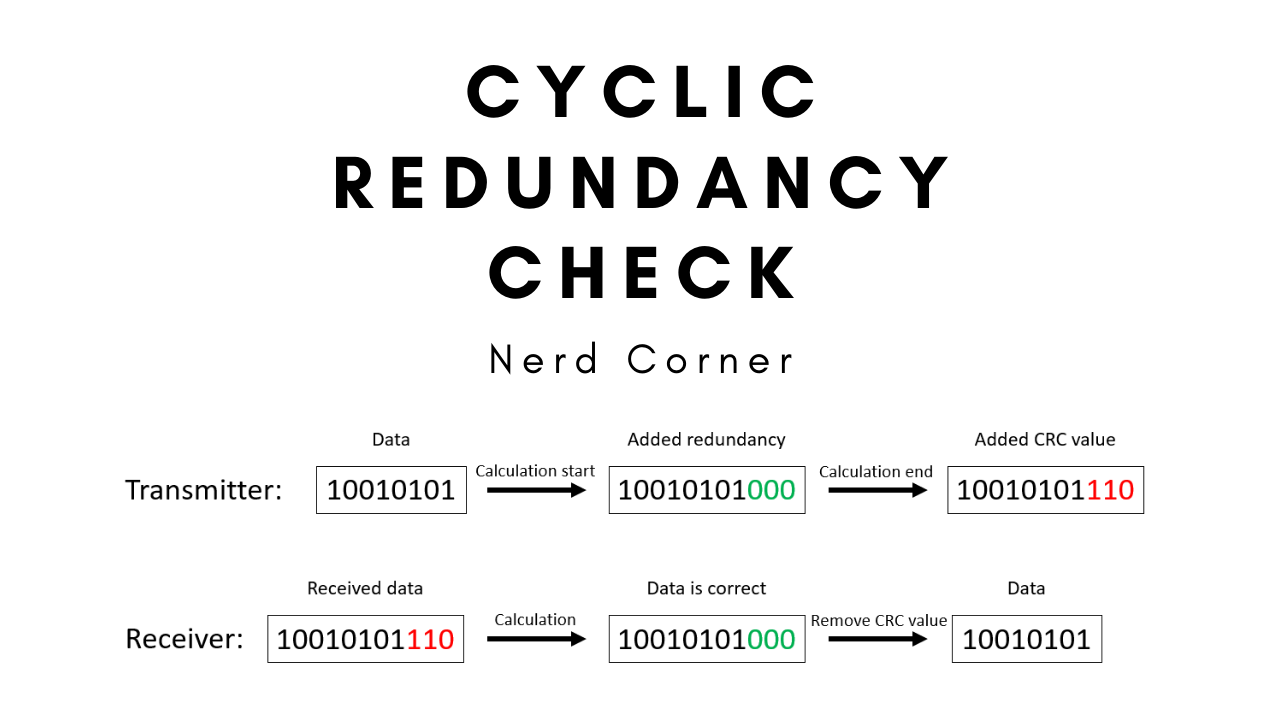 CYCLIC
REDUNDANCY
CHECK
Nerd Corner
Data
Added redundancy
Added CRC value
Transmitter:
10010101
Calculation start
10010101000
Calculation end
10010101110
Received data
Data is correct
Data
Receiver:
10010101110
Calculation
10010101000
Remove CRC value
10010101